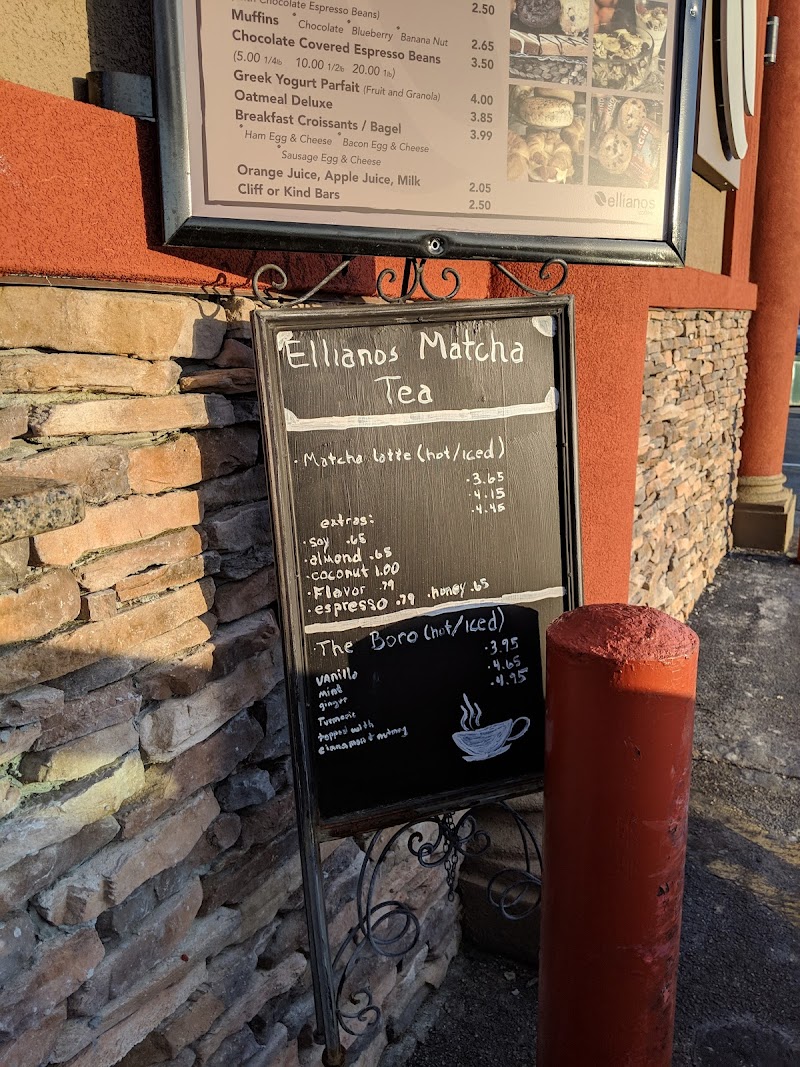 Chocolate Espresso Beans) 2.50
Muffins *Chocolate *Blueberry *Banana Nut 2.65
Chocolate Covered Espresso Beans 3.50
(5.00 1/4lb 10.00 1/2lb 20.00 1lb)
Greek Yogurt Parfait (Fruit and Granola) 4.00
Oatmeal Deluxe 3.85
Breakfast Croissants / Bagel 3.99
*Ham Egg & Cheese *Bacon Egg & Cheese
*Sausage Egg & Cheese
Orange Juice, Apple Juice, Milk 2.05
Cliff or Kind Bars 2.50
ellianos
Ellianos Matcha
Tea
·Matcha latte (hot/iced)
·3.65
·4.15
·4.45
extras:
·soy .65
·almond .65
·coconut 1.00
·Flavor .79
·espresso .79 ·honey .65
·The Boro (hot/iced)
·3.95
vanilla ·4.65
mint ·4.95
ginger
Turmeric
topped with
cinnamon + nutmeg